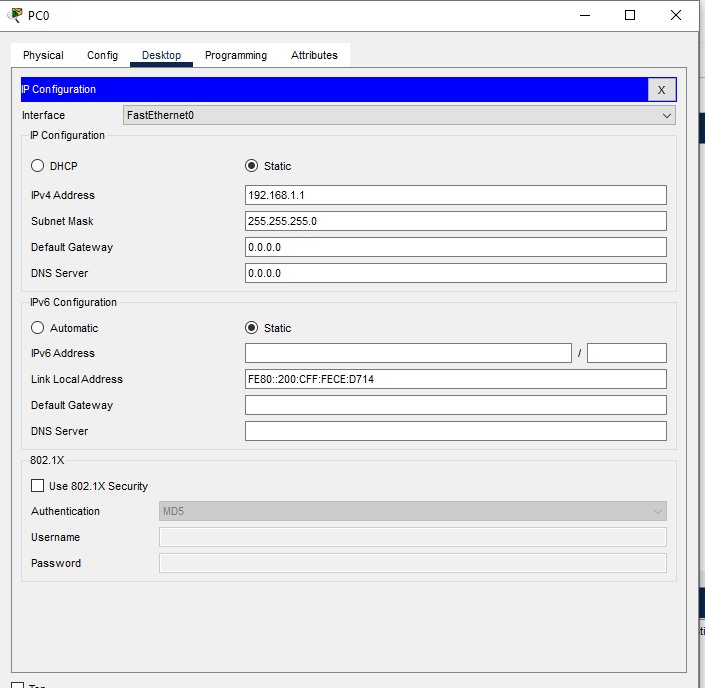 PC0
Physical Config Desktop Programming Attributes
IP Configuration X
Interface FastEthernet0
IP Configuration
DHCP Static
IPv4 Address 192.168.1.1
Subnet Mask 255.255.255.0
Default Gateway 0.0.0.0
DNS Server 0.0.0.0
IPv6 Configuration
Automatic Static
IPv6 Address /
Link Local Address FE80::200:CFF:FECE:D714
Default Gateway
DNS Server
802.1X
Use 802.1X Security
Authentication MD5
Username
Password